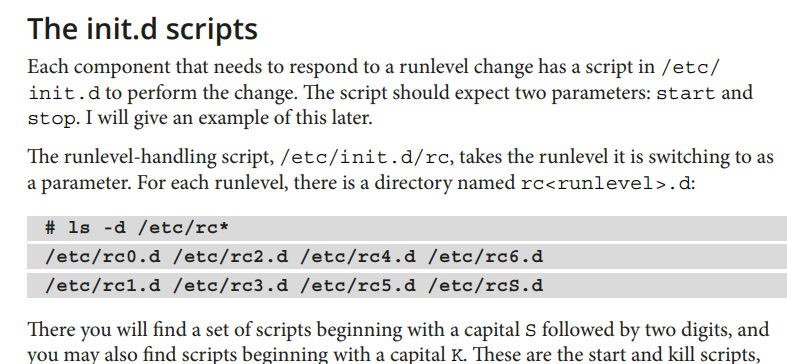 The init.d scripts
Each component that needs to respond to a runlevel change has a script in /etc/
init.d to perform the change. The script should expect two parameters: start and
stop. I will give an example of this later.
The runlevel-handling script, /etc/init.d/rc, takes the runlevel it is switching to as
a parameter. For each runlevel, there is a directory named rc<runlevel>.d:
# ls -d /etc/rc*
/etc/rc0.d /etc/rc2.d /etc/rc4.d /etc/rc6.d
/etc/rc1.d /etc/rc3.d /etc/rc5.d /etc/rcS.d
There you will find a set of scripts beginning with a capital S followed by two digits, and
you may also find scripts beginning with a capital K. These are the start and kill scripts,